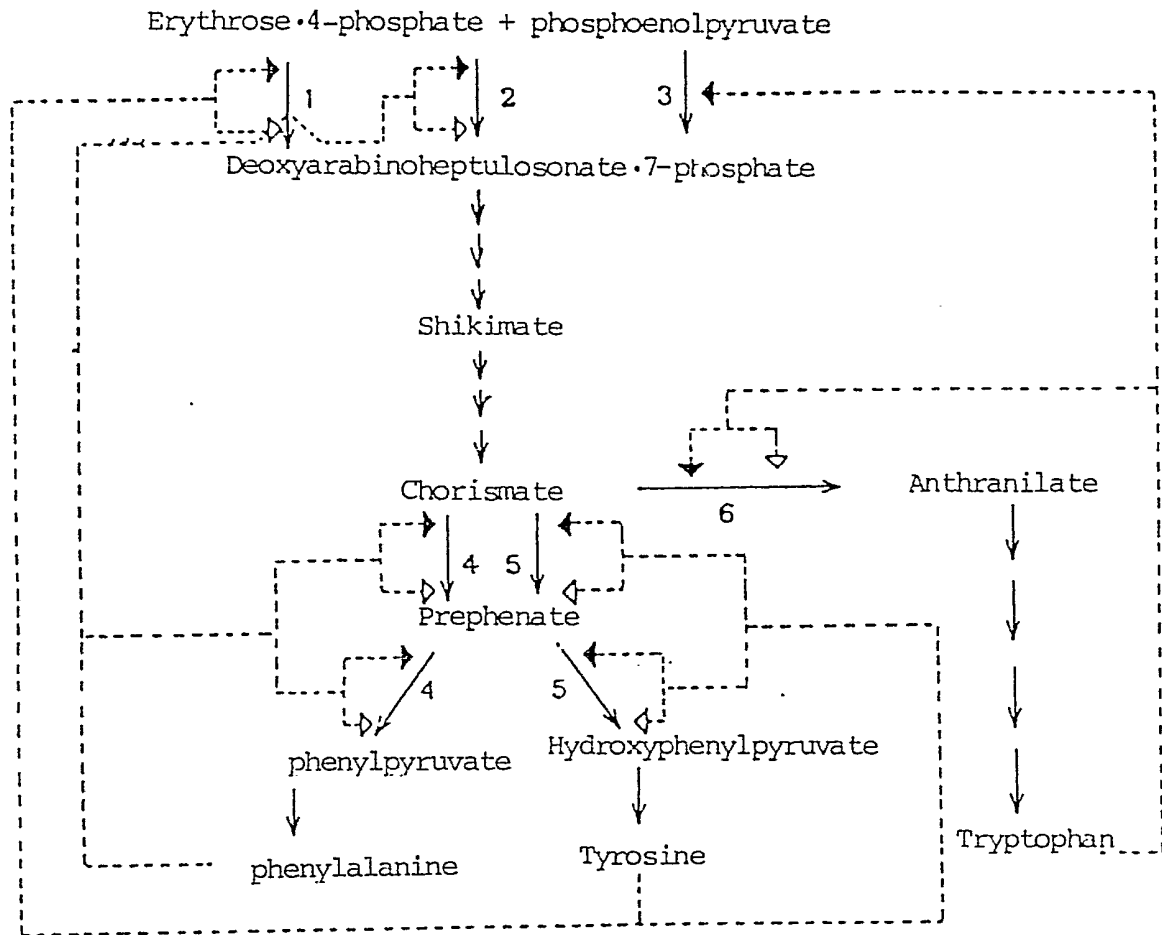 Erythrose·4-phosphate + phosphoenolpyruvate
1
2
3
Deoxyarabinoheptulosonate·7-phosphate
Shikimate
Chorismate
6
Anthranilate
4
5
Prephenate
4
5
phenylpyruvate
Hydroxyphenylpyruvate
phenylalanine
Tyrosine
Tryptophan